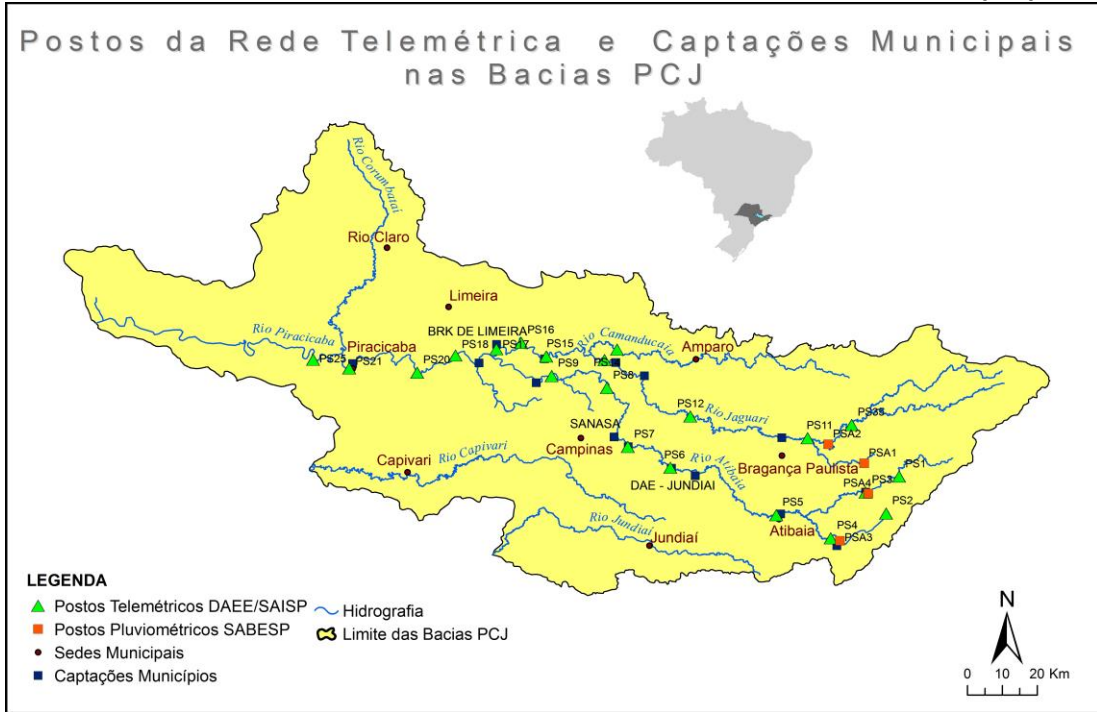 Postos da Rede Telemétrica e Captações Municipais
nas Bacias PCJ
Rio Corumbataí
Rio Claro
Limeira
BRK DE LIMEIRA
PS16
Rio Piracicaba
Piracicaba
PS18
PS17
PS15
Rio Camanducaia
Amparo
PS25
PS21
PS20
PS9
PS8
PS12
Rio Jaguari
PS3S
SANASA
PS11
PSA2
Campinas
PS7
Rio Capivari
Capivari
Bragança Paulista
PSA1
PS6
Rio Atibaia
PS1
PS3
DAE - JUNDIAI
PSA4
PS5
PS2
Rio Jundiaí
Jundiaí
Atibaia
PS4
PSA3
LEGENDA
Postos Telemétricos DAEE/SAISP
Hidrografia
Postos Pluviométricos SABESP
Limite das Bacias PCJ
Sedes Municipais
Captações Municípios
N
0 10 20 Km